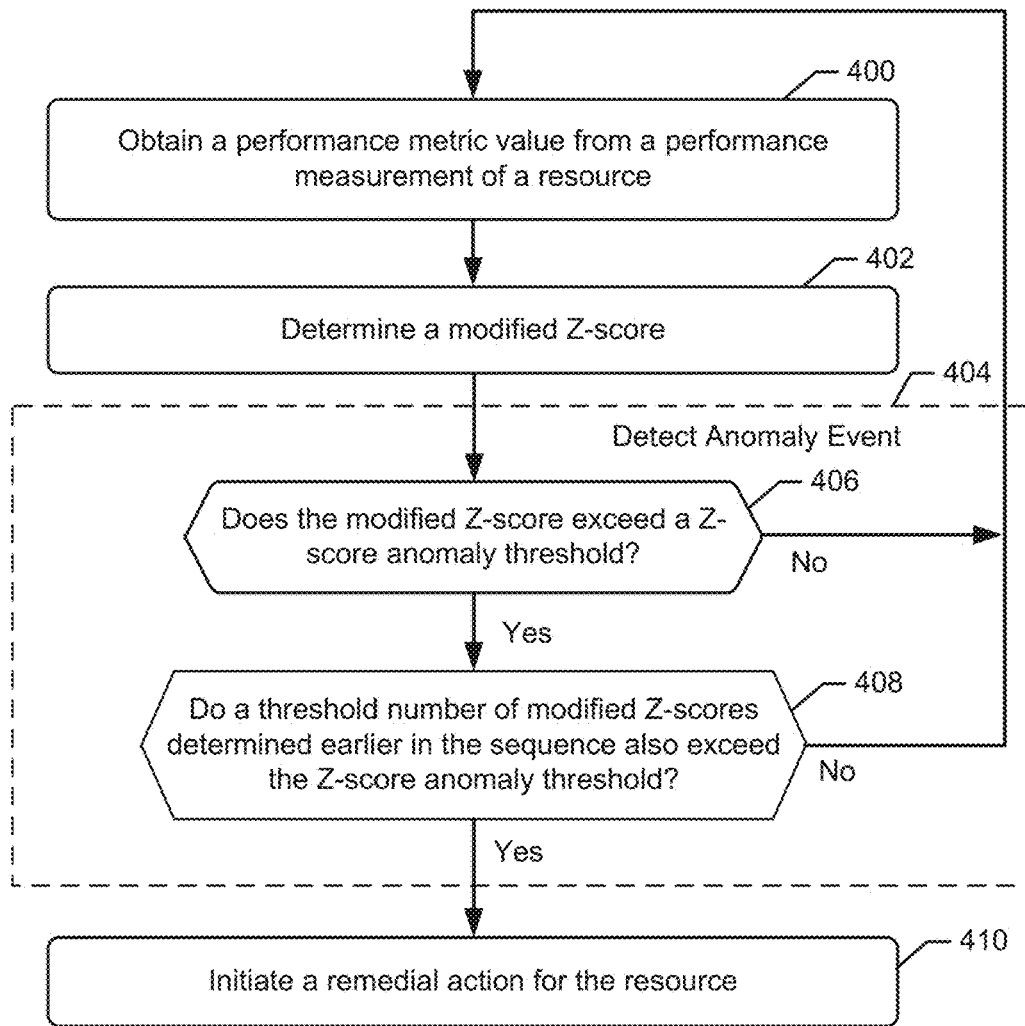 400
Obtain a performance metric value from a performance
measurement of a resource
402
Determine a modified Z-score
404
Detect Anomaly Event
406
Does the modified Z-score exceed a Z-
score anomaly threshold?
No
Yes
408
Do a threshold number of modified Z-scores
determined earlier in the sequence also exceed
the Z-score anomaly threshold?
No
Yes
410
Initiate a remedial action for the resource